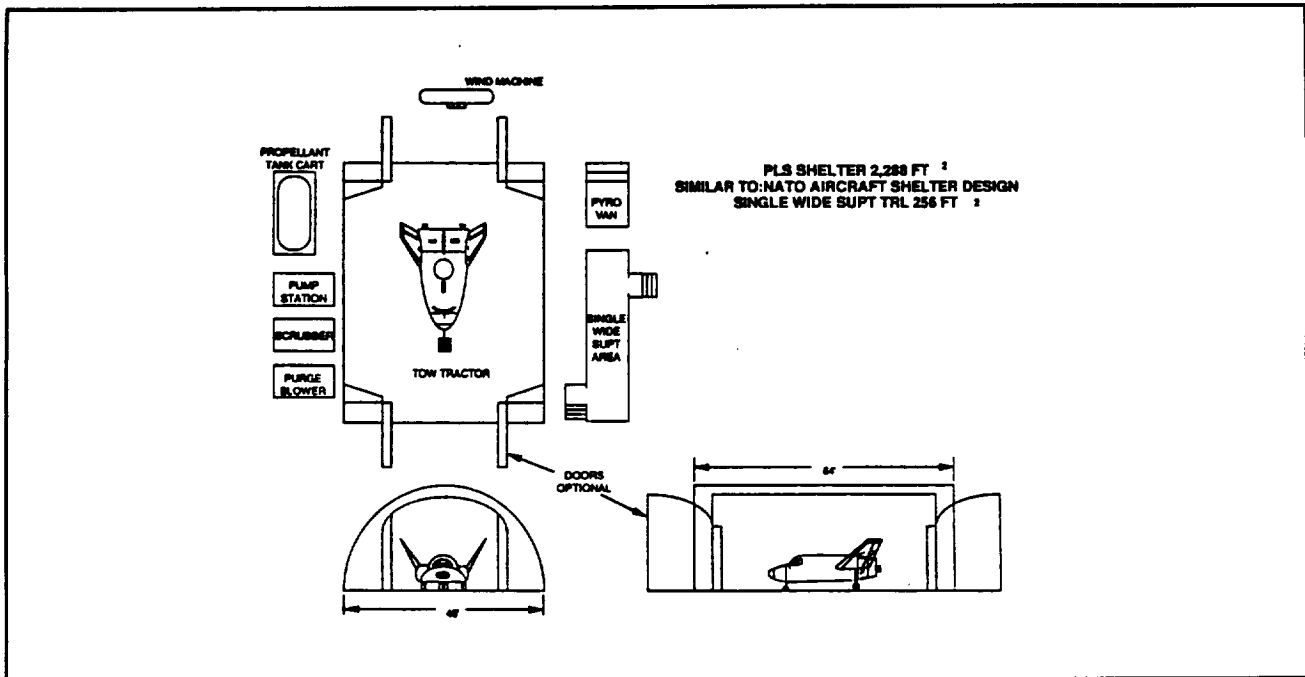 WIND MACHINE
PROPELLANT
TANK CART
PLS SHELTER 2,288 FT 2
SIMILAR TO:NATO AIRCRAFT SHELTER DESIGN
SINGLE WIDE SUPT TRL 256 FT 2
PYRO
VAN
PUMP
STATION
SCRUBBER
SINGLE
WIDE
SUPT
AREA
PURGE
BLOWER
TOW TRACTOR
DOORS
OPTIONAL